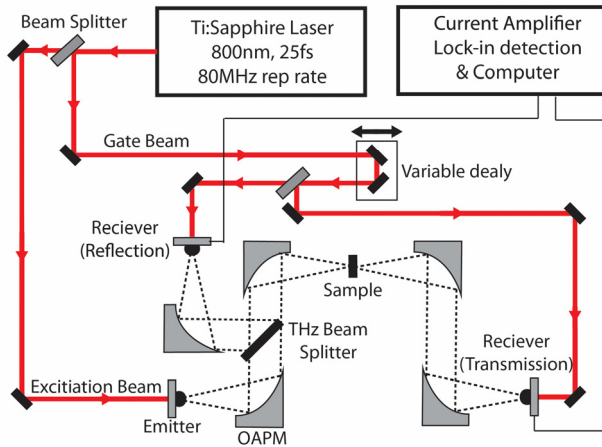 Beam Splitter
Ti:Sapphire Laser
800nm, 25fs
80MHz rep rate
Current Amplifier
Lock-in detection
& Computer
Gate Beam
Variable dealy
Reciever
(Reflection)
Sample
THz Beam
Splitter
Reciever
(Transmission)
Excitiation Beam
Emitter
OAPM